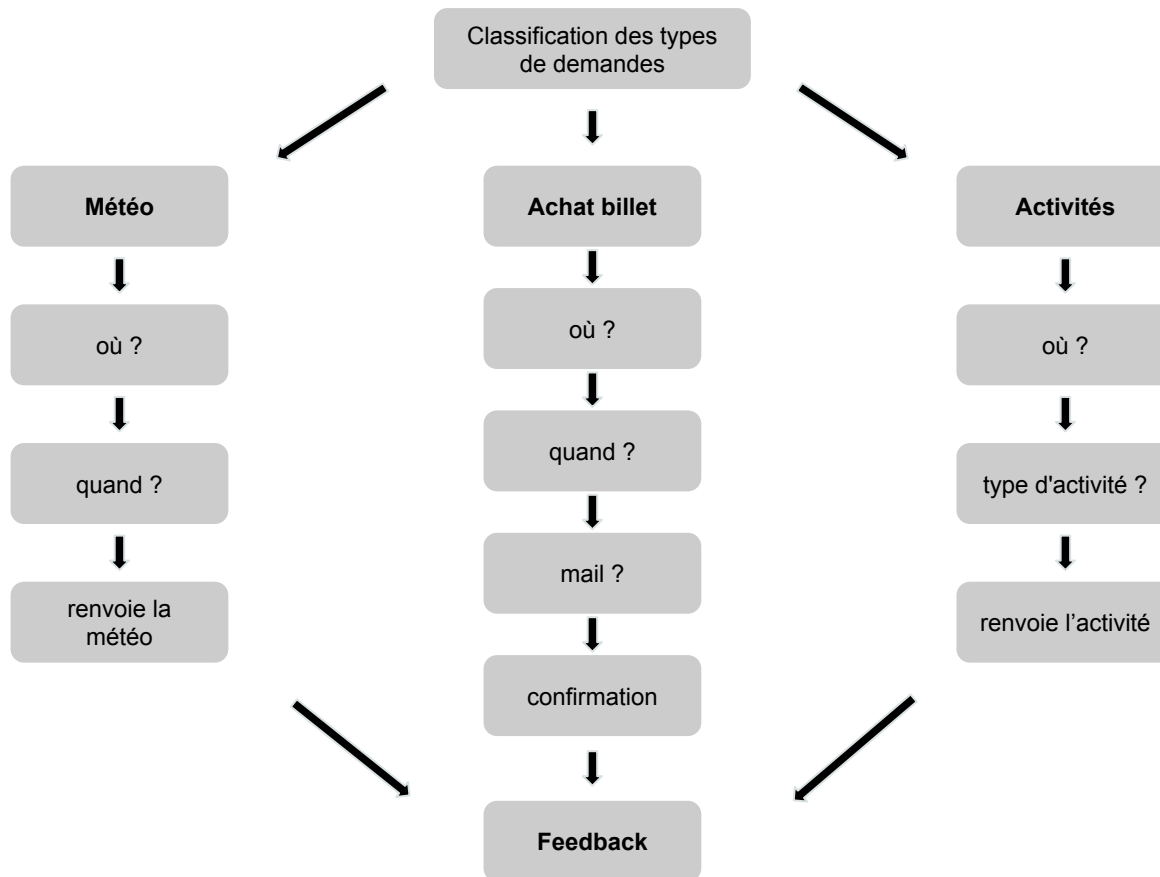 Classification des types
de demandes
Météo
où ?
quand ?
renvoie la
météo
Achat billet
où ?
quand ?
mail ?
confirmation
Activités
où ?
type d'activité ?
renvoie l’activité
Feedback